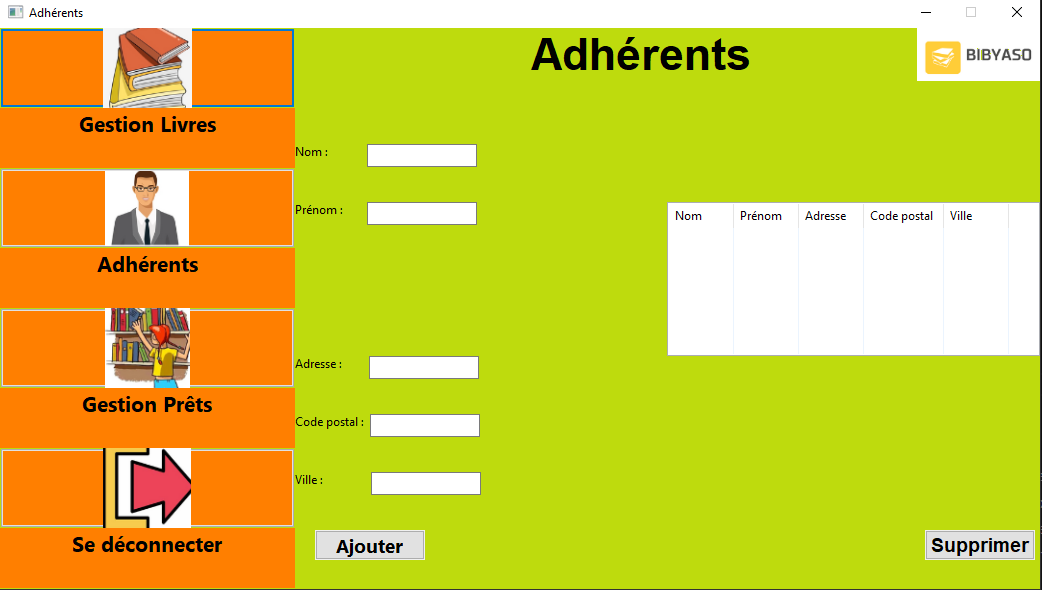 Adhérents
Adhérents
BIBYASO
Gestion Livres
Adhérents
Gestion Prêts
Se déconnecter
Nom :
Prénom :
Adresse :
Code postal :
Ville :
Ajouter
Nom Prénom Adresse Code postal Ville
Supprimer